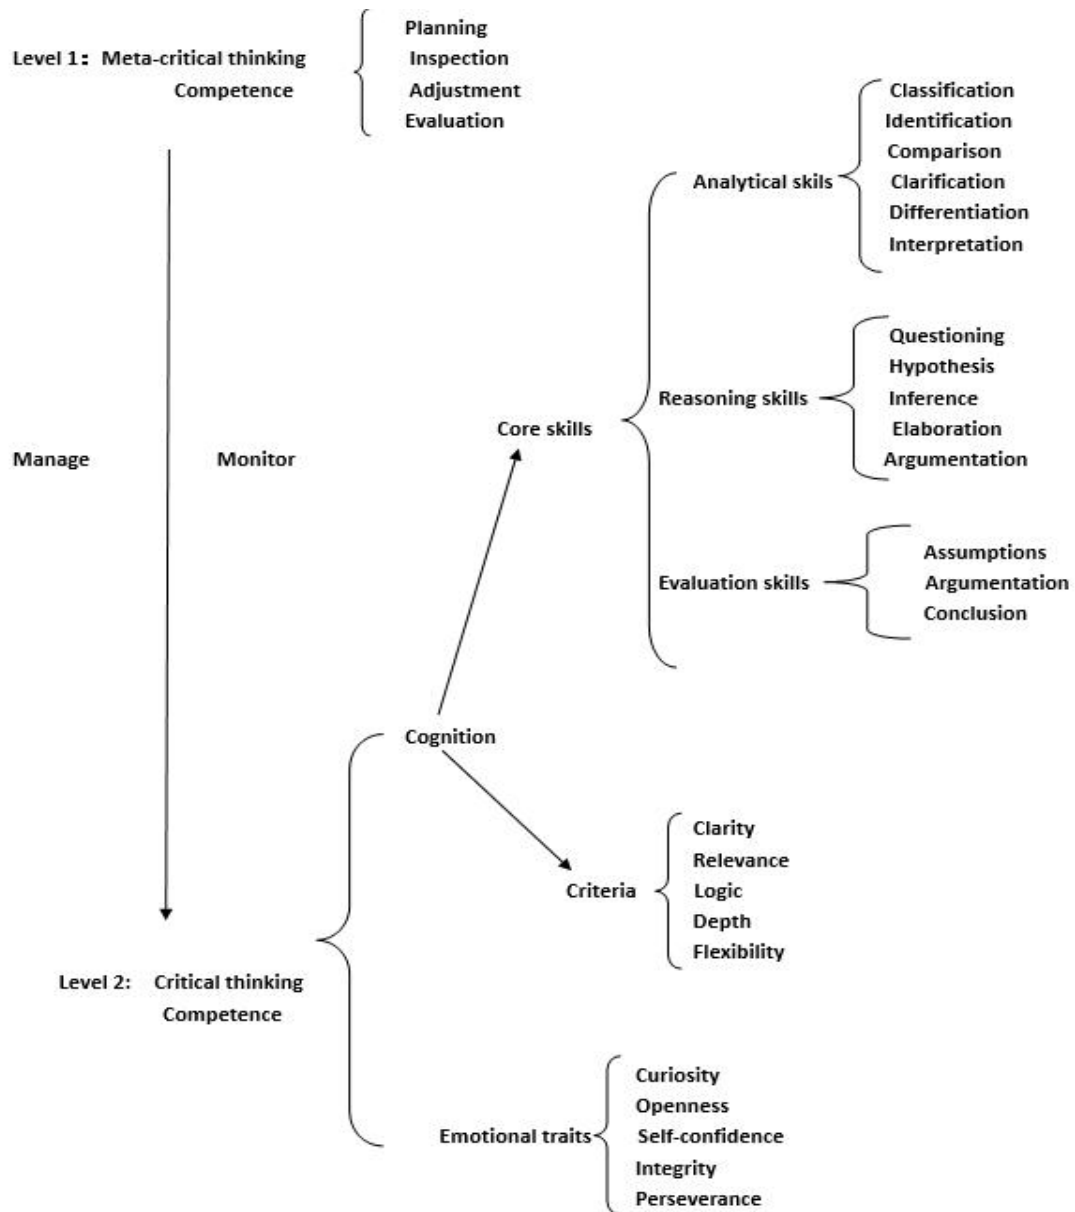 Level 1: Meta-critical thinking
Competence
Planning
Inspection
Adjustment
Evaluation
Manage
Monitor
Level 2: Critical thinking
Competence
Cognition
Core skills
Analytical skils
Classification
Identification
Comparison
Clarification
Differentiation
Interpretation
Reasoning skills
Questioning
Hypothesis
Inference
Elaboration
Argumentation
Evaluation skills
Assumptions
Argumentation
Conclusion
Criteria
Clarity
Relevance
Logic
Depth
Flexibility
Emotional traits
Curiosity
Openness
Self-confidence
Integrity
Perseverance